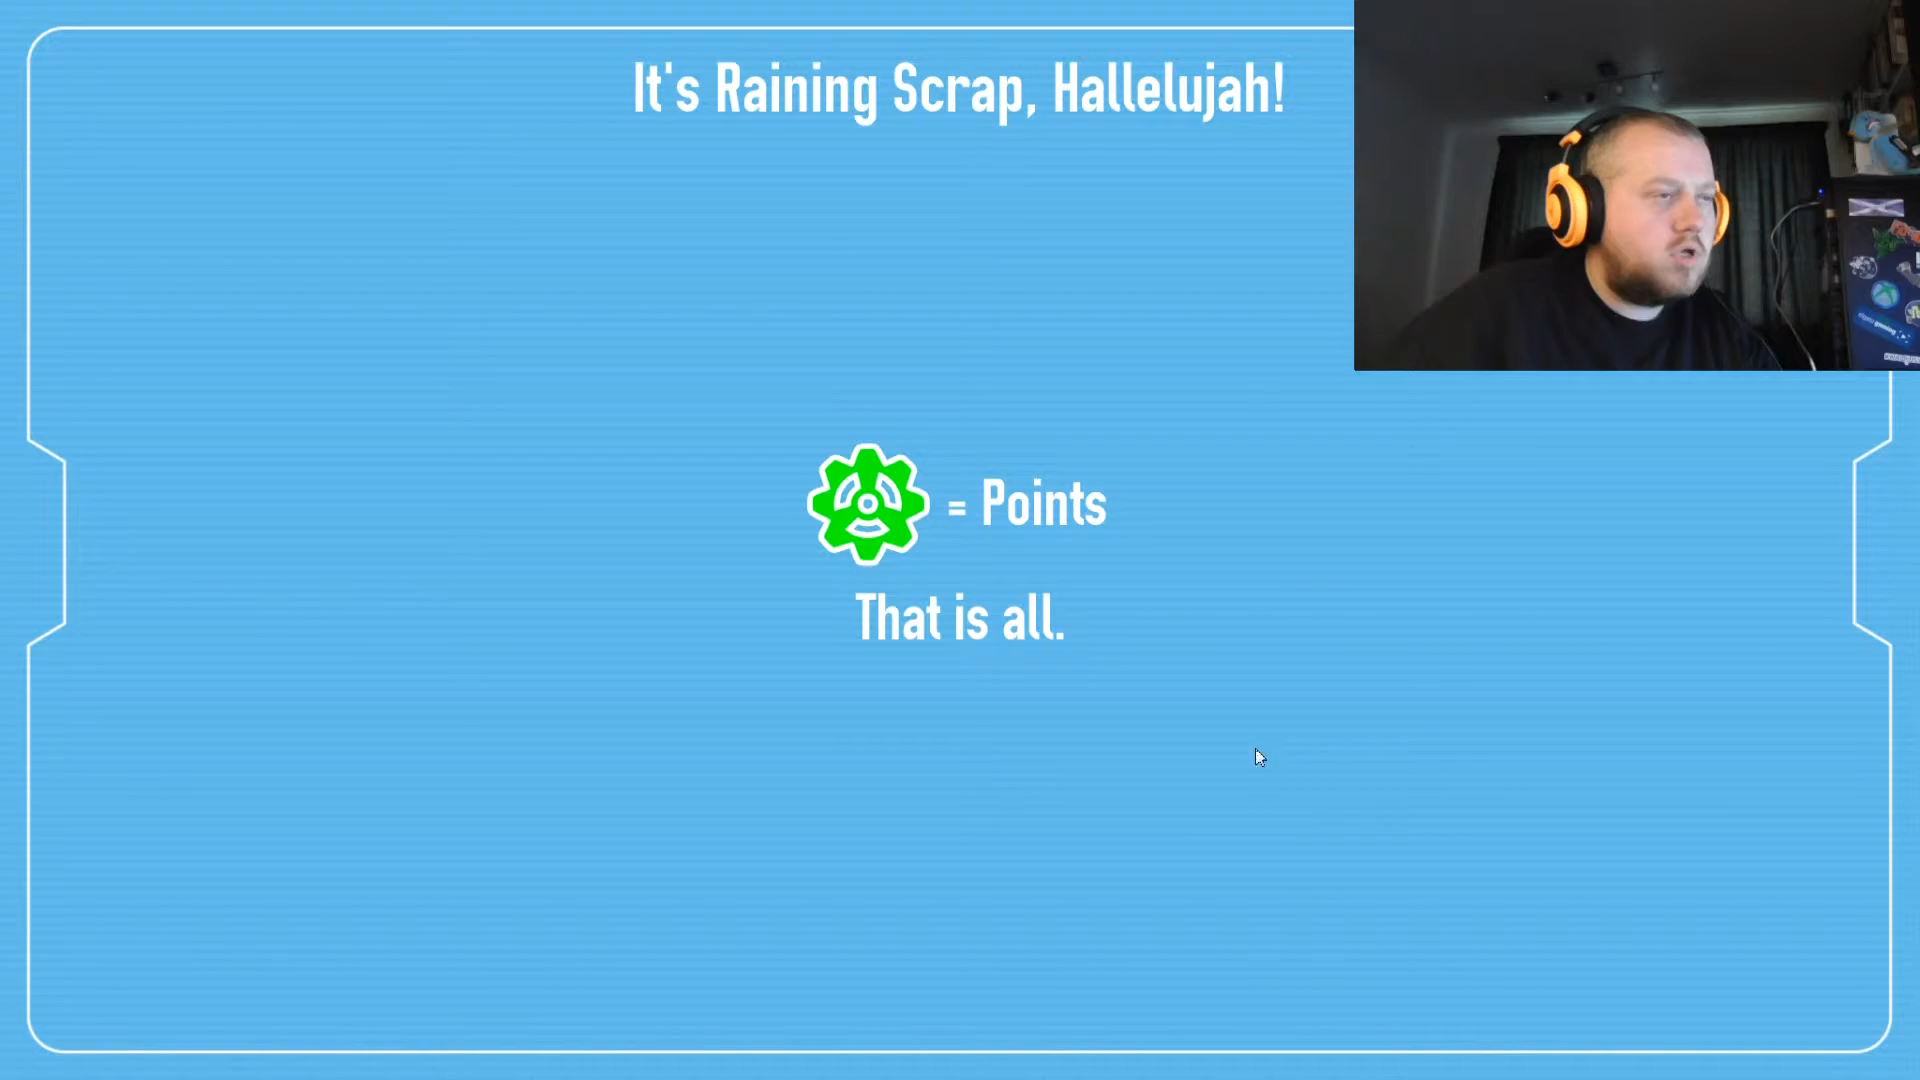 It's Raining Scrap, Hallelujah!
= Points
That is all.